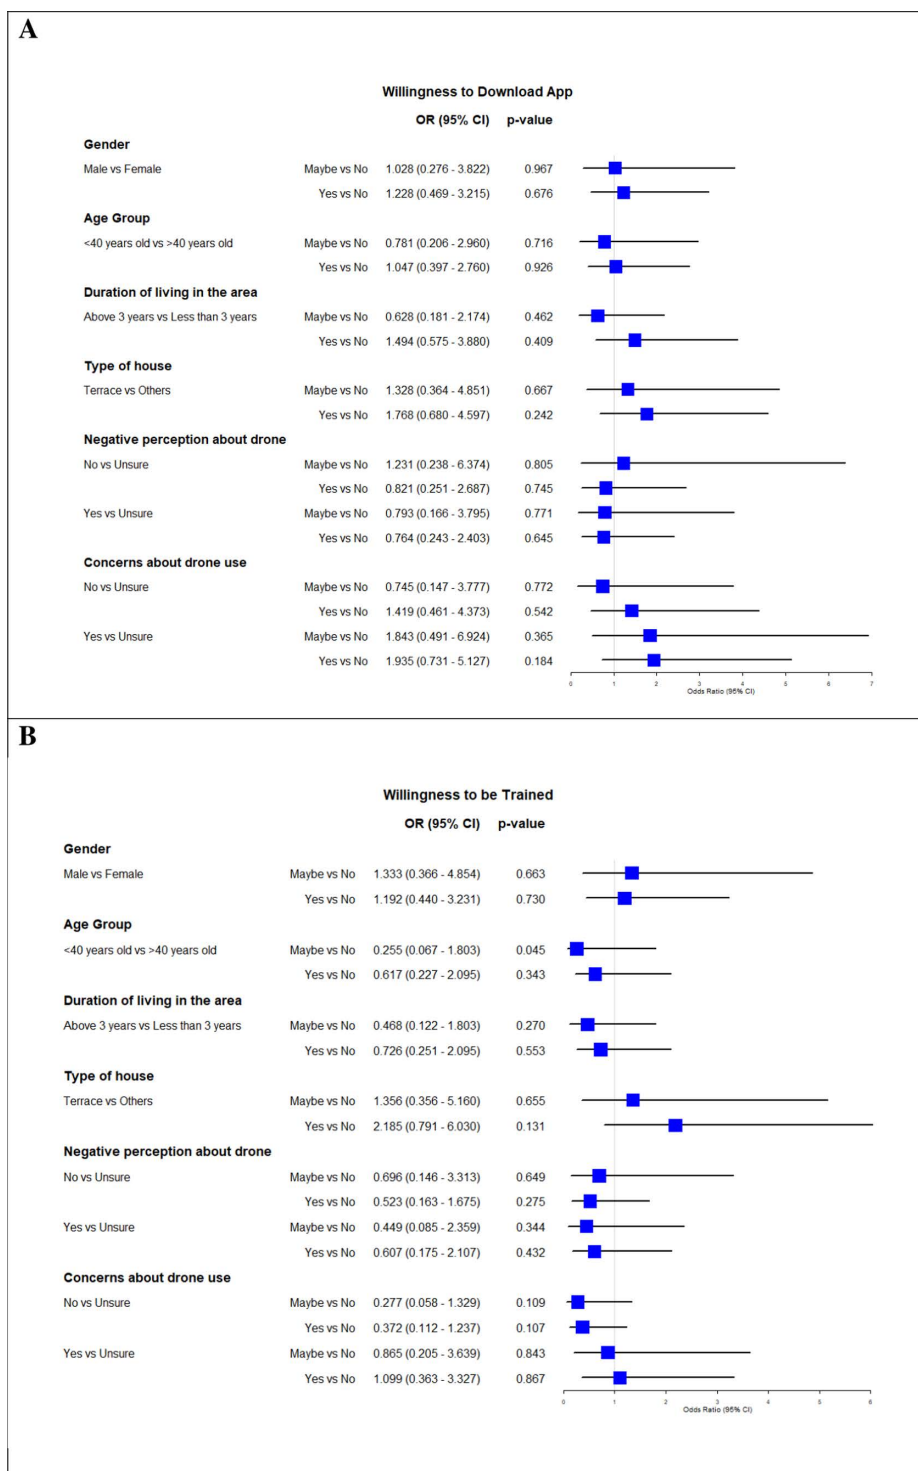 A
Willingness to Download App
OR (95% CI) p-value
Gender
Male vs Female Maybe vs No 1.028 (0.276 - 3.822) 0.967
Yes vs No 1.228 (0.469 - 3.215) 0.676
Age Group
<40 years old vs >40 years old Maybe vs No 0.781 (0.206 - 2.960) 0.716
Yes vs No 1.047 (0.397 - 2.760) 0.926
Duration of living in the area
Above 3 years vs Less than 3 years Maybe vs No 0.628 (0.181 - 2.174) 0.462
Yes vs No 1.494 (0.575 - 3.880) 0.409
Type of house
Terrace vs Others Maybe vs No 1.328 (0.364 - 4.851) 0.667
Yes vs No 1.768 (0.680 - 4.597) 0.242
Negative perception about drone
No vs Unsure Maybe vs No 1.231 (0.238 - 6.374) 0.805
Yes vs No 0.821 (0.251 - 2.687) 0.745
Yes vs Unsure Maybe vs No 0.793 (0.166 - 3.795) 0.771
Yes vs No 0.764 (0.243 - 2.403) 0.645
Concerns about drone use
No vs Unsure Maybe vs No 0.745 (0.147 - 3.777) 0.772
Yes vs No 1.419 (0.461 - 4.373) 0.542
Yes vs Unsure Maybe vs No 1.843 (0.491 - 6.924) 0.365
Yes vs No 1.935 (0.731 - 5.127) 0.184
0 1 2 3 4 5 6 7
Odds Ratio (95% CI)
B
Willingness to be Trained
OR (95% CI) p-value
Gender
Male vs Female Maybe vs No 1.333 (0.366 - 4.854) 0.663
Yes vs No 1.192 (0.440 - 3.231) 0.730
Age Group
<40 years old vs >40 years old Maybe vs No 0.255 (0.067 - 1.803) 0.045
Yes vs No 0.617 (0.227 - 2.095) 0.343
Duration of living in the area
Above 3 years vs Less than 3 years Maybe vs No 0.468 (0.122 - 1.803) 0.270
Yes vs No 0.726 (0.251 - 2.095) 0.553
Type of house
Terrace vs Others Maybe vs No 1.356 (0.356 - 5.160) 0.655
Yes vs No 2.185 (0.791 - 6.030) 0.131
Negative perception about drone
No vs Unsure Maybe vs No 0.696 (0.146 - 3.313) 0.649
Yes vs No 0.523 (0.163 - 1.675) 0.275
Yes vs Unsure Maybe vs No 0.449 (0.085 - 2.359) 0.344
Yes vs No 0.607 (0.175 - 2.107) 0.432
Concerns about drone use
No vs Unsure Maybe vs No 0.277 (0.058 - 1.329) 0.109
Yes vs No 0.372 (0.112 - 1.237) 0.107
Yes vs Unsure Maybe vs No 0.865 (0.205 - 3.639) 0.843
Yes vs No 1.099 (0.363 - 3.327) 0.867
0 1 2 3 4 5 6
Odds Ratio (95% CI)